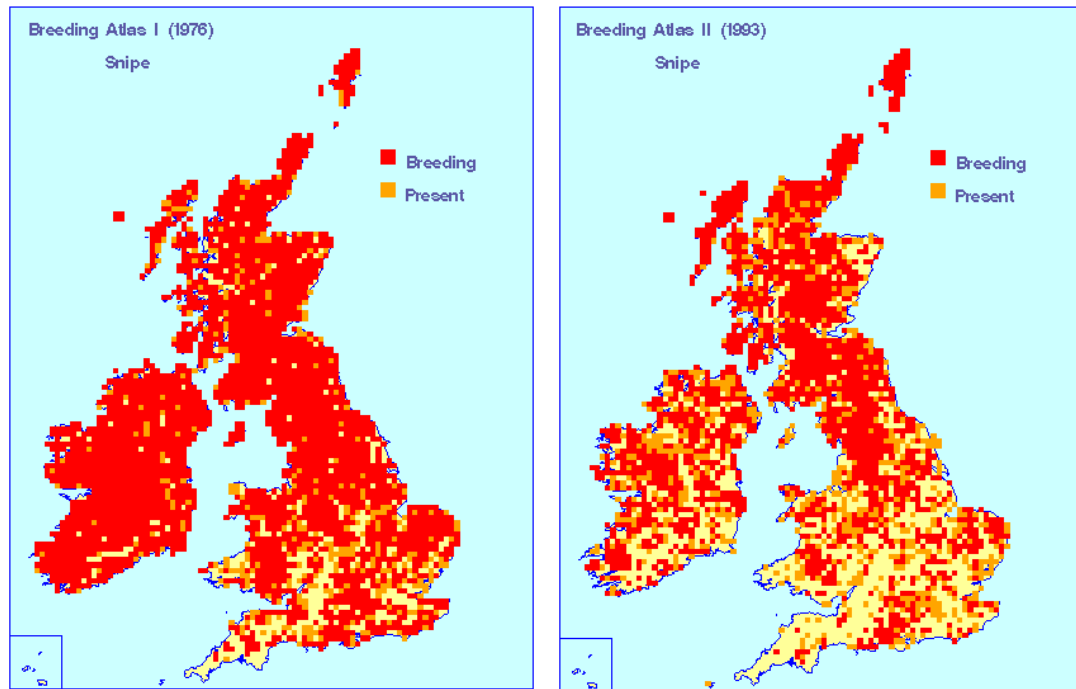 Breeding Atlas I (1976)
Snipe
Breeding
Present
Breeding Atlas II (1993)
Snipe
Breeding
Present